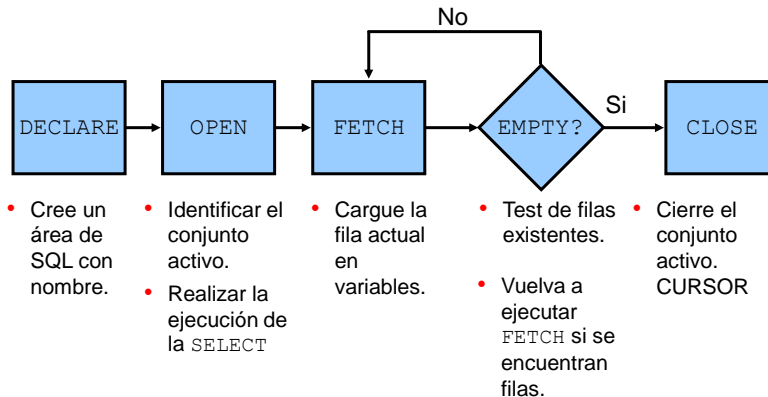 No
DECLARE
OPEN
FETCH
EMPTY?
Si
CLOSE
• Cree un
área de
SQL con
nombre.
• Identificar el
conjunto
activo.
• Realizar la
ejecución de
la SELECT
• Cargue la
fila actual
en
variables.
• Test de filas
existentes.
• Vuelva a
ejecutar
FETCH si se
encuentran
filas.
• Cierre el
conjunto
activo.
CURSOR